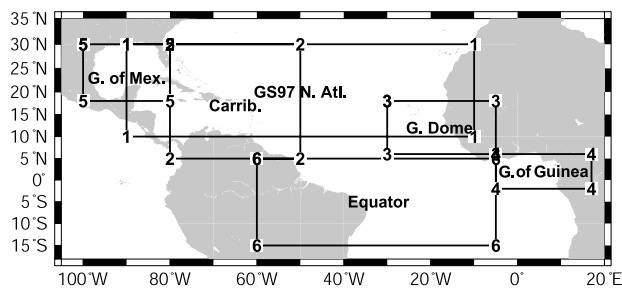 35°N
30°N 5 1 5 2 1
25°N
G. of Mex. GS97 N. Atl.
20°N
5 5 Carrib. 3 3
15°N
G. Dome
10°N 1 1
3 4 4
5°N 2 6 2 6
G. of Guinea
0°
4 4
5°S Equator
10°S
15°S 6 6
100°W 80°W 60°W 40°W 20°W 0° 20°E